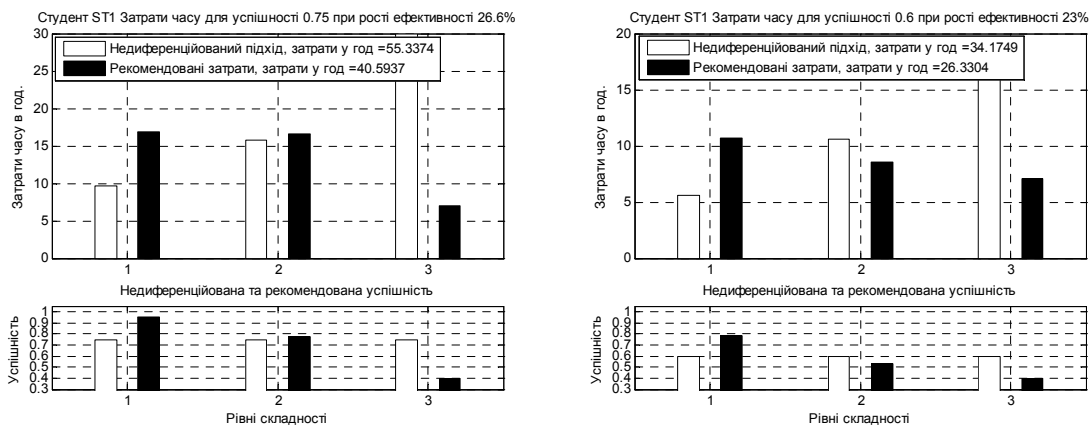 Студент ST1 Затрати часу для успішності 0.75 при рості ефективності 26.6%
30
25
20
15
10
5
0
Затрати часу в год.
Недиференційований підхід, затрати у год =55.3374
Рекомендовані затрати, затрати у год =40.5937
1 2 3
Недиференційована та рекомендована успішність
1
0.9
0.8
0.7
0.6
0.5
0.4
0.3
Успішність
1 2 3
Рівні складності
Студент ST1 Затрати часу для успішності 0.6 при рості ефективності 23%
20
15
10
5
0
Затрати часу в год.
Недиференційований підхід, затрати у год =34.1749
Рекомендовані затрати, затрати у год =26.3304
1 2 3
Недиференційована та рекомендована успішність
1
0.9
0.8
0.7
0.6
0.5
0.4
0.3
Успішність
1 2 3
Рівні складності